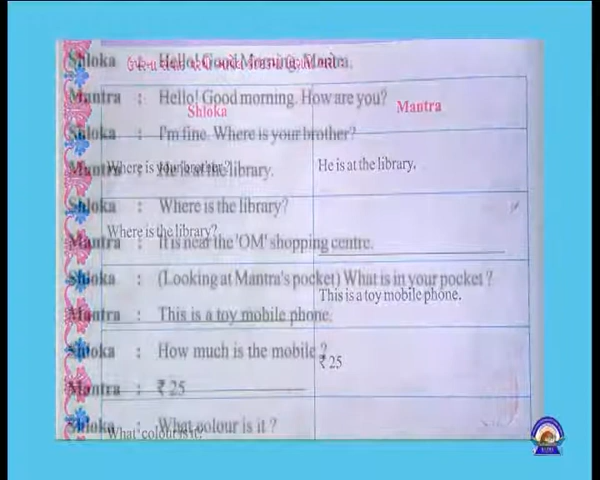 Shloka : Hello! Good Morning, Mantra.
Mantra : Hello! Good morning. How are you?
Shloka Mantra
Shloka : I'm fine. Where is your brother?
Mantra : He is at the library.
Where is your brother? He is at the library.
Shloka : Where is the library?
Where is the library?
Mantra : It is near the 'OM' shopping centre.
Shloka : (Looking at Mantra's pocket) What is in your pocket ?
This is a toy mobile phone.
Mantra : This is a toy mobile phone.
Shloka : How much is the mobile ?
₹ 25
Mantra : ₹ 25
Shloka : What colour is it ?
What colour is it?